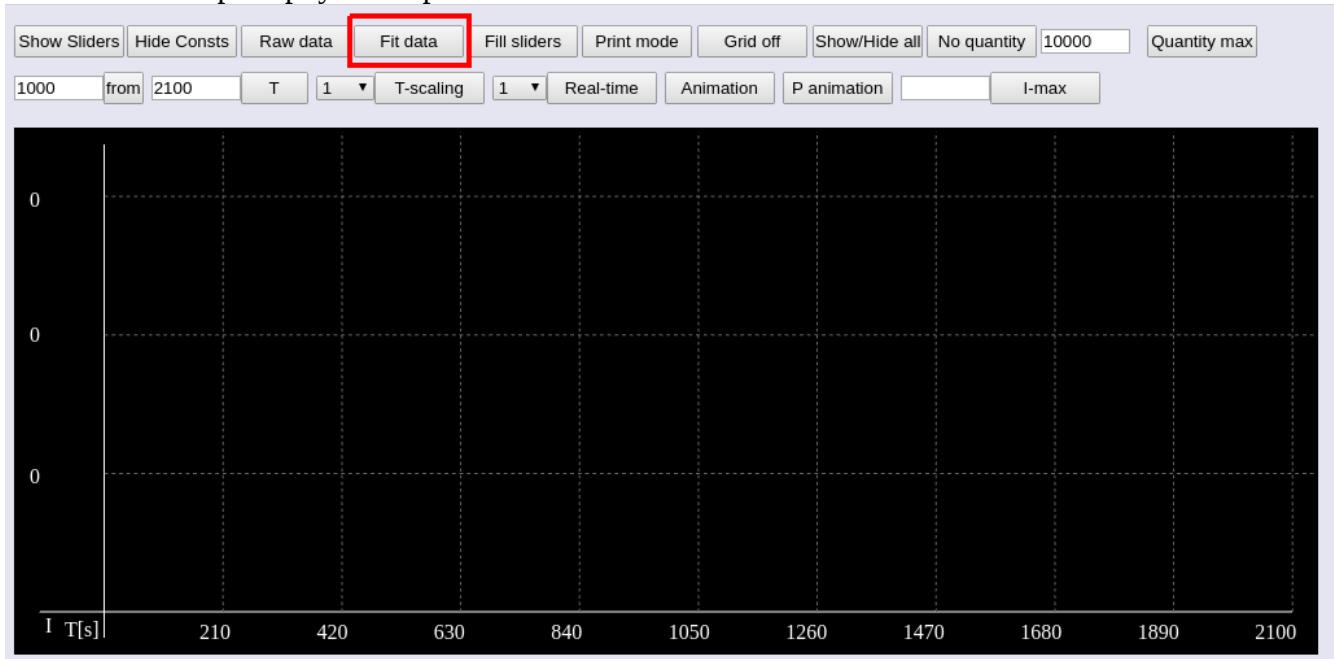 Show Sliders Hide Consts Raw data Fit data Fill sliders Print mode Grid off Show/Hide all No quantity 10000 Quantity max
1000 from 2100 T 1 T-scaling 1 Real-time Animation P animation I-max
0
0
0
I T[s] 210 420 630 840 1050 1260 1470 1680 1890 2100